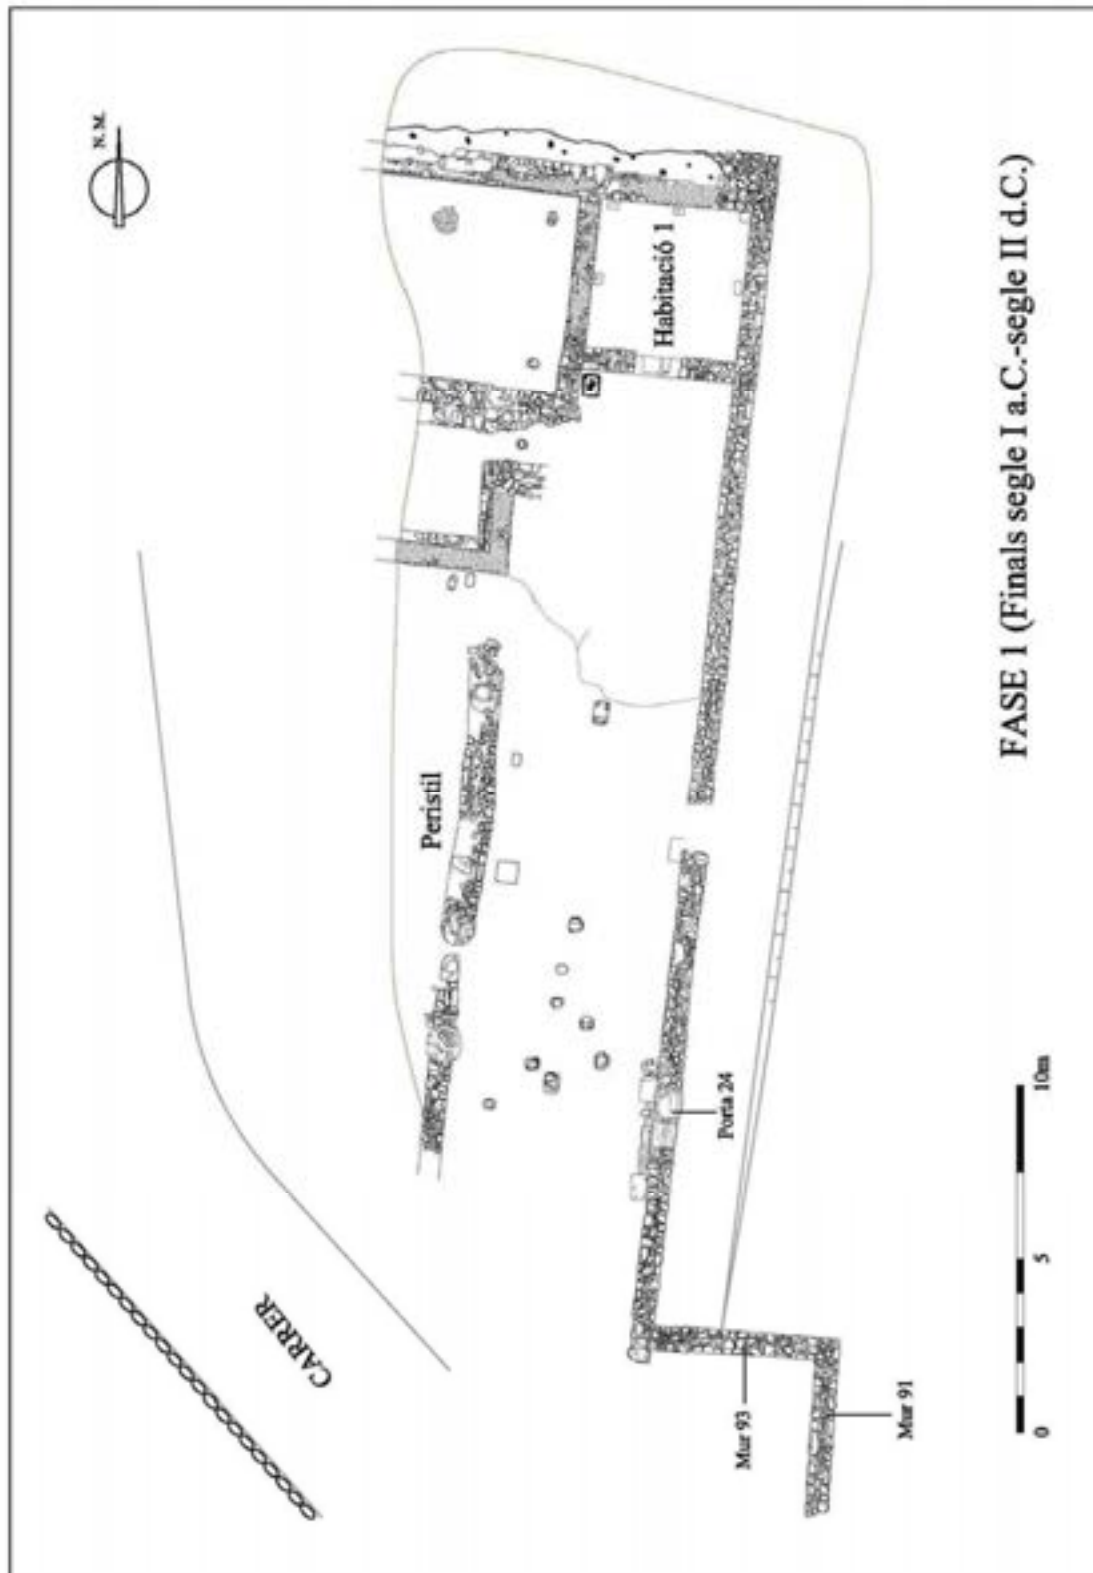 N.M.
Habitació 1
Peristil
CARRER
Porta 24
Mur 93
Mur 91
0
5
10m
FASE 1 (Finals segle I a.C.-segle II d.C.)